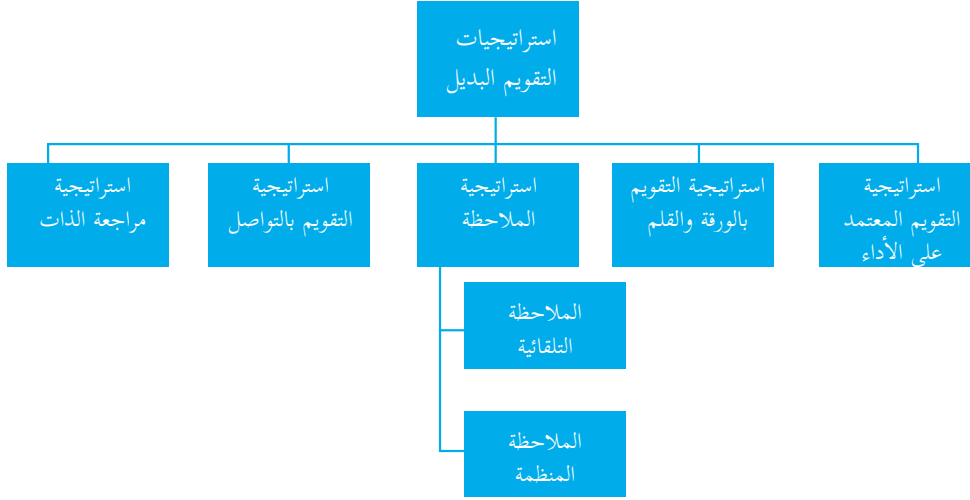 استراتيجيات
التقويم البديل
استراتيجية
التقويم المعتمد
على الأداء
استراتيجية التقويم
بالورقة والقلم
استراتيجية
الملاحظة
استراتيجية
التقويم بالتواصل
استراتيجية
مراجعة الذات
الملاحظة
التلقائية
الملاحظة
المنظمة